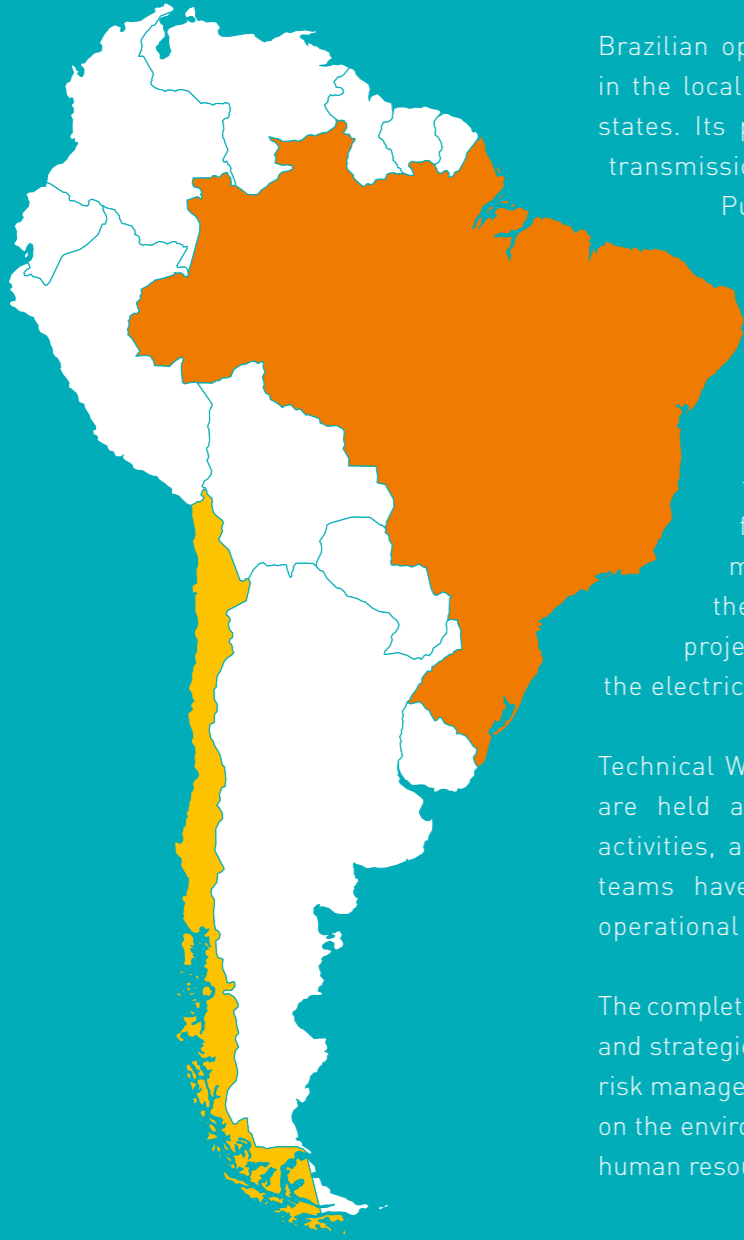 Brazilian op
in the local
states. Its p
transmissio
Pu
f
m
the
proje
the electric
Technical W
are held a
activities, a
teams have
operational
The complet
and strategi
risk manage
on the enviro
human resou